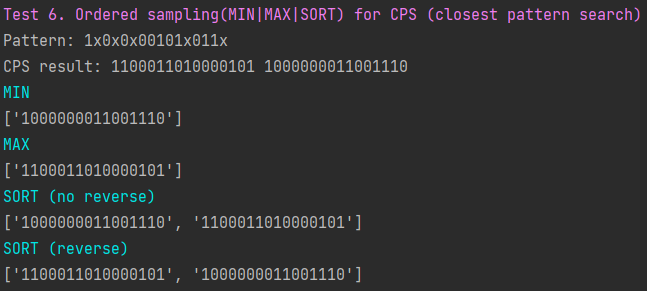 Test 6. Ordered sampling(MIN|MAX|SORT) for CPS (closest pattern search)
Pattern: 1x0x0x00101x011x
CPS result: 1100011010000101 1000000011001110
MIN
['1000000011001110']
MAX
['1100011010000101']
SORT (no reverse)
['1000000011001110', '1100011010000101']
SORT (reverse)
['1100011010000101', '1000000011001110']